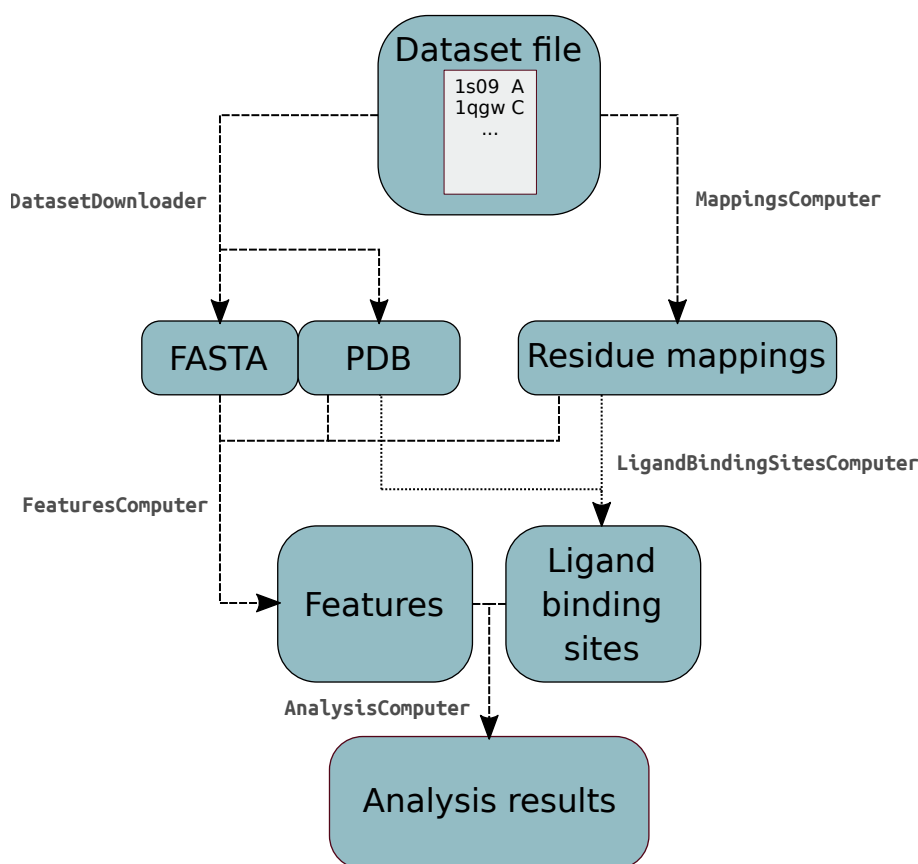 Dataset file
1s09 A
1qgw C
...
DatasetDownloader
MappingsComputer
FASTA
PDB
Residue mappings
LigandBindingSitesComputer
FeaturesComputer
Features
Ligand
binding
sites
AnalysisComputer
Analysis results